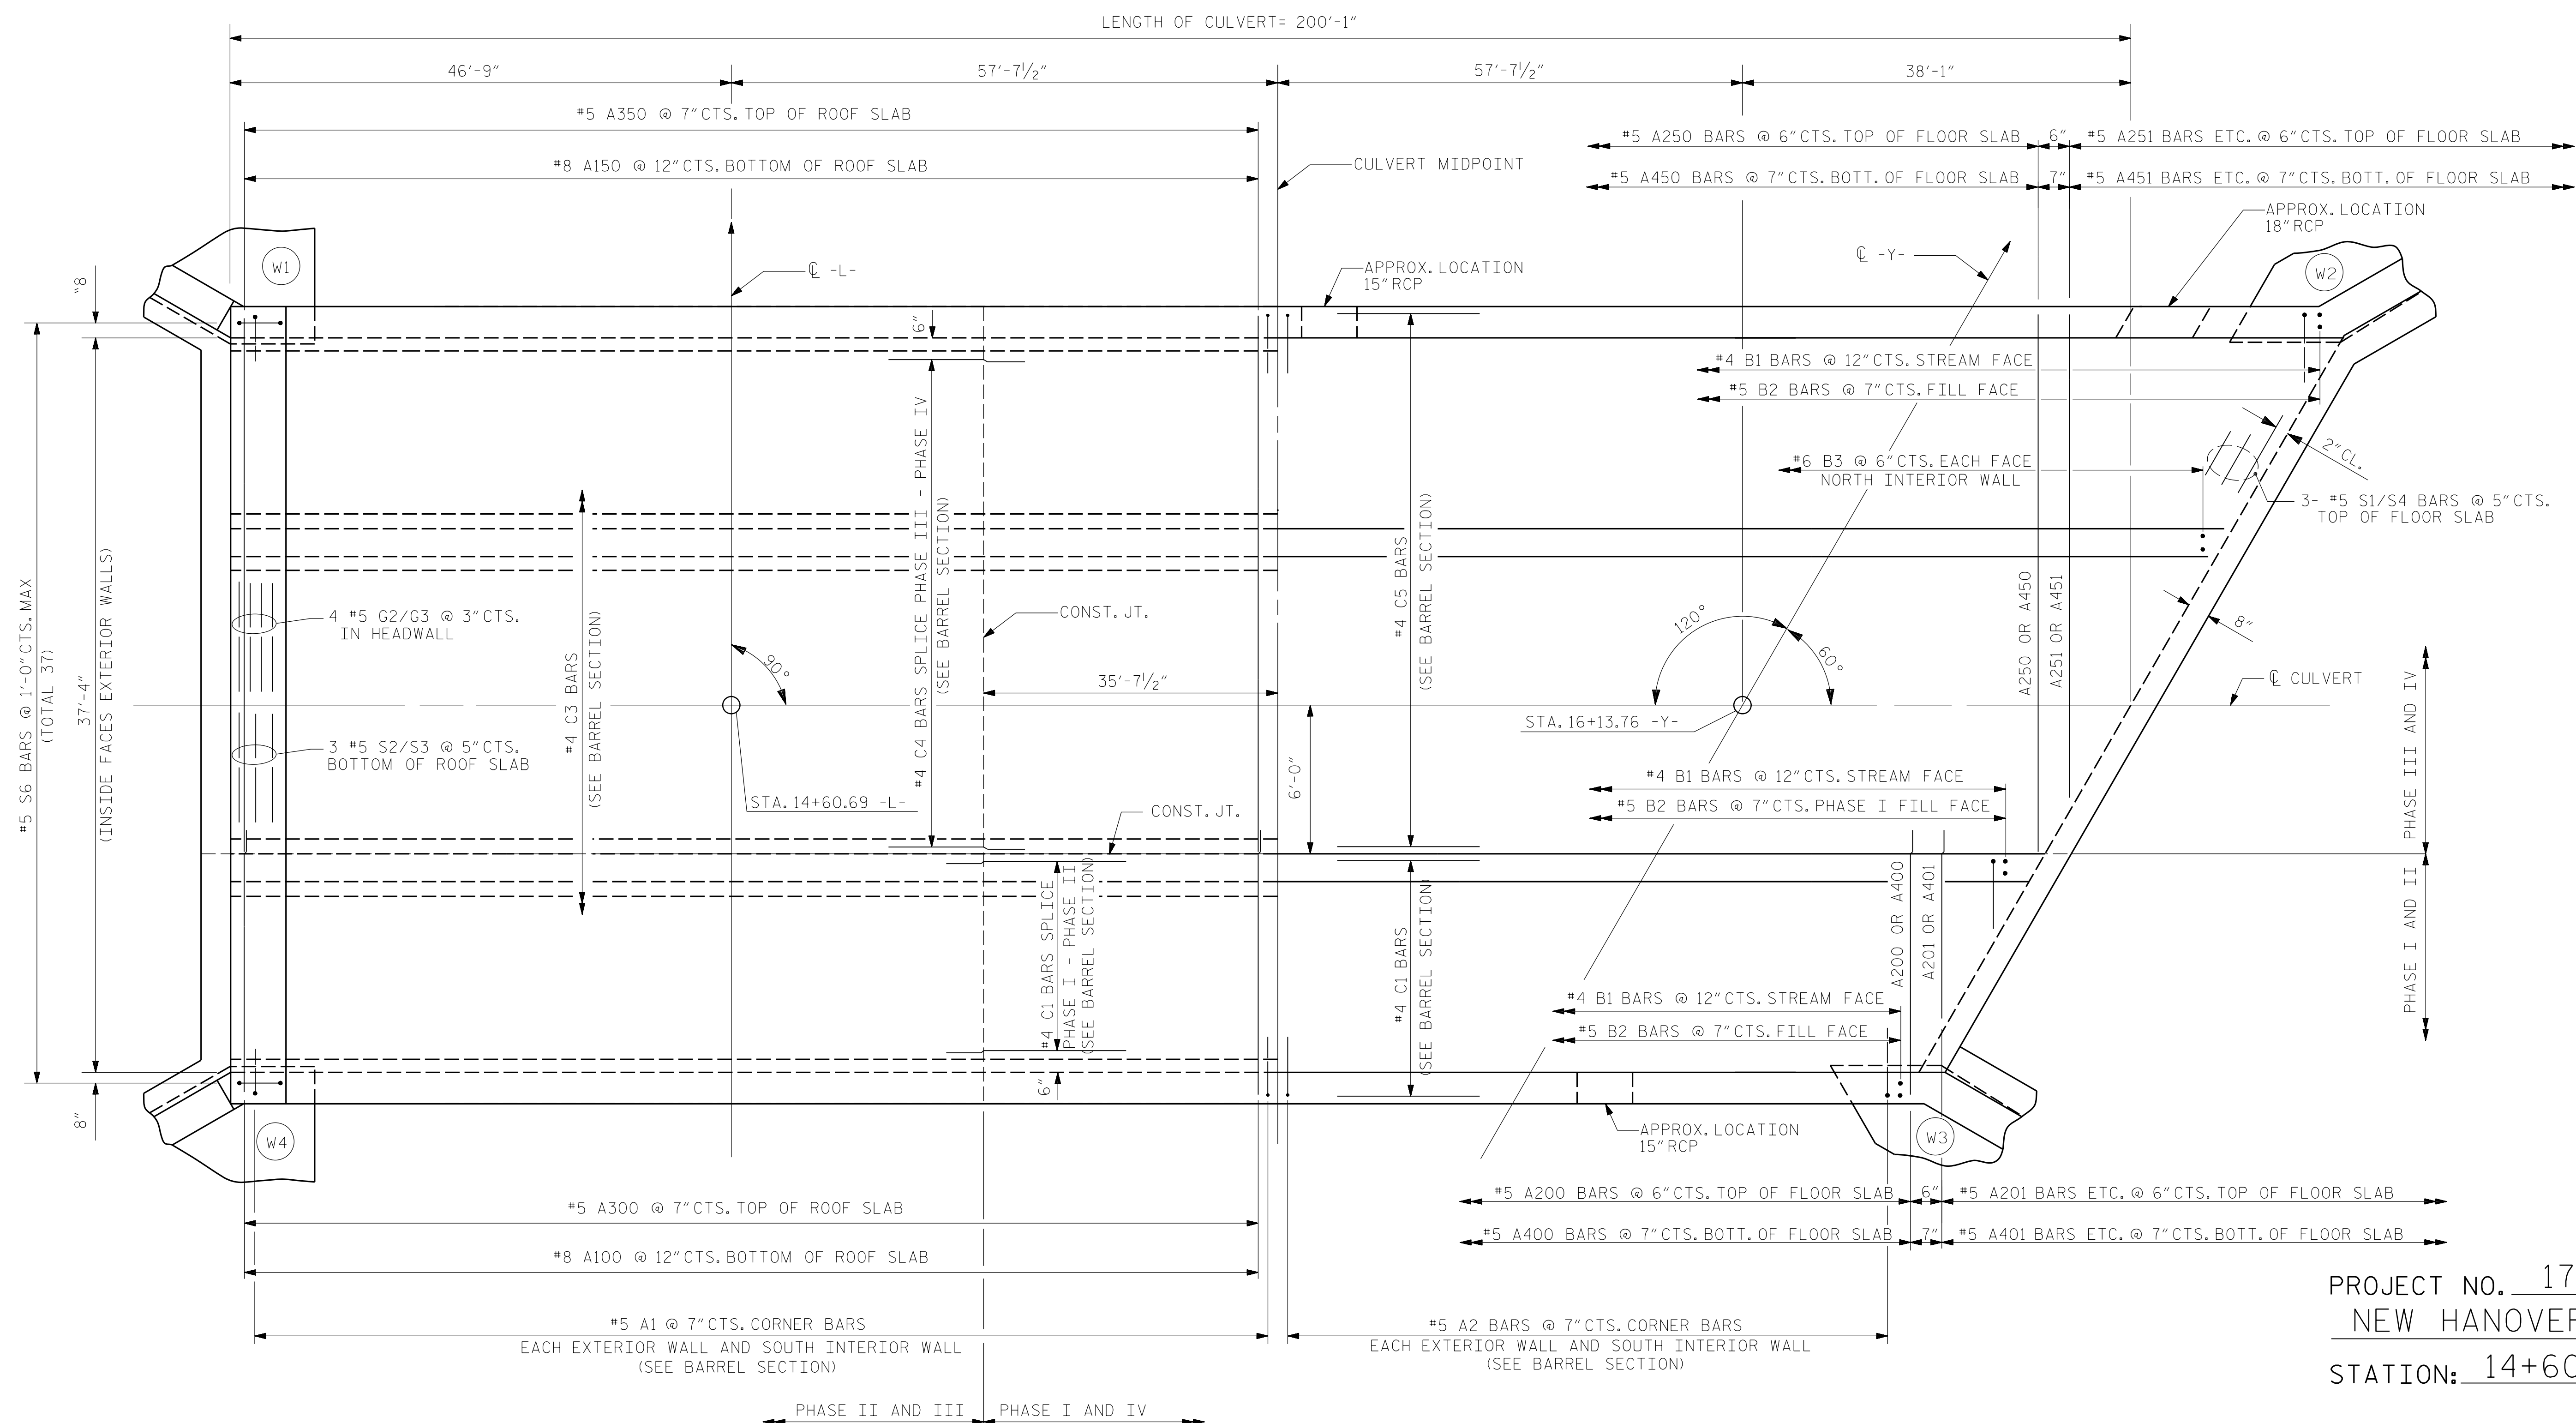 LENGTH OF CULVERT= 200'-1"
46'-9"
57'-7 1/2"
57'-7 1/2"
38'-1"
#5 A350 @ 7"CTS. TOP OF ROOF SLAB
#8 A150 @ 12"CTS. BOTTOM OF ROOF SLAB
CULVERT MIDPOINT
#5 A250 BARS @ 6"CTS. TOP OF FLOOR SLAB
6"
#5 A251 BARS ETC. @ 6"CTS. TOP OF FLOOR SLAB
#5 A450 BARS @ 7"CTS. BOTT. OF FLOOR SLAB
7"
#5 A451 BARS ETC. @ 7"CTS. BOTT. OF FLOOR SLAB
APPROX. LOCATION
18"RCP
W1
℄ -L-
APPROX. LOCATION
15"RCP
℄ -Y-
W2
8"
6"
#4 B1 BARS @ 12"CTS. STREAM FACE
#5 B2 BARS @ 7"CTS. FILL FACE
#6 B3 @ 6"CTS. EACH FACE
NORTH INTERIOR WALL
2"CL.
3- #5 S1/S4 BARS @ 5"CTS.
TOP OF FLOOR SLAB
#5 S6 BARS @ 1'-0"CTS. MAX
(TOTAL 37)
37'-4"
(INSIDE FACES EXTERIOR WALLS)
4 #5 G2/G3 @ 3"CTS.
IN HEADWALL
3 #5 S2/S3 @ 5"CTS.
BOTTOM OF ROOF SLAB
#4 C3 BARS
(SEE BARREL SECTION)
90°
STA. 14+60.69 -L-
#4 C4 BARS SPLICE PHASE III - PHASE IV
(SEE BARREL SECTION)
CONST. JT.
35'-7 1/2"
6'-0"
#4 C5 BARS
(SEE BARREL SECTION)
120°
60°
STA. 16+13.76 -Y-
A250 OR A450
A251 OR A451
8"
℄ CULVERT
PHASE III AND IV
PHASE I AND II
CONST. JT.
#4 B1 BARS @ 12"CTS. STREAM FACE
#5 B2 BARS @ 7"CTS. PHASE I FILL FACE
#4 C1 BARS SPLICE
PHASE I - PHASE II
(SEE BARREL SECTION)
#4 C1 BARS
(SEE BARREL SECTION)
A200 OR A400
A201 OR A401
#4 B1 BARS @ 12"CTS. STREAM FACE
#5 B2 BARS @ 7"CTS. FILL FACE
8"
6"
W4
APPROX. LOCATION
15"RCP
W3
#5 A300 @ 7"CTS. TOP OF ROOF SLAB
#8 A100 @ 12"CTS. BOTTOM OF ROOF SLAB
#5 A200 BARS @ 6"CTS. TOP OF FLOOR SLAB
6"
#5 A201 BARS ETC. @ 6"CTS. TOP OF FLOOR SLAB
#5 A400 BARS @ 7"CTS. BOTT. OF FLOOR SLAB
7"
#5 A401 BARS ETC. @ 7"CTS. BOTT. OF FLOOR SLAB
#5 A1 @ 7"CTS. CORNER BARS
EACH EXTERIOR WALL AND SOUTH INTERIOR WALL
(SEE BARREL SECTION)
#5 A2 BARS @ 7"CTS. CORNER BARS
EACH EXTERIOR WALL AND SOUTH INTERIOR WALL
(SEE BARREL SECTION)
PHASE II AND III
PHASE I AND IV
PROJECT NO. 17
NEW HANOVER
STATION: 14+60